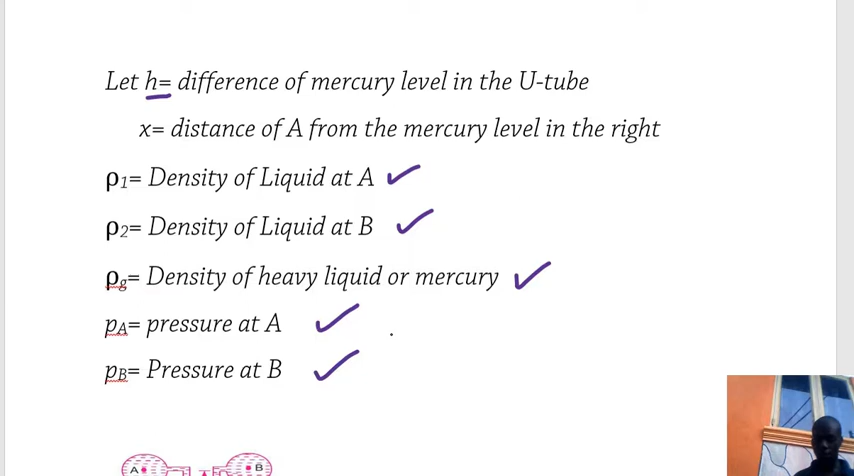 Let h= difference of mercury level in the U-tube
x= distance of A from the mercury level in the right
ρ1= Density of Liquid at A
ρ2= Density of Liquid at B
ρg= Density of heavy liquid or mercury
pA= pressure at A
pB= Pressure at B
A B